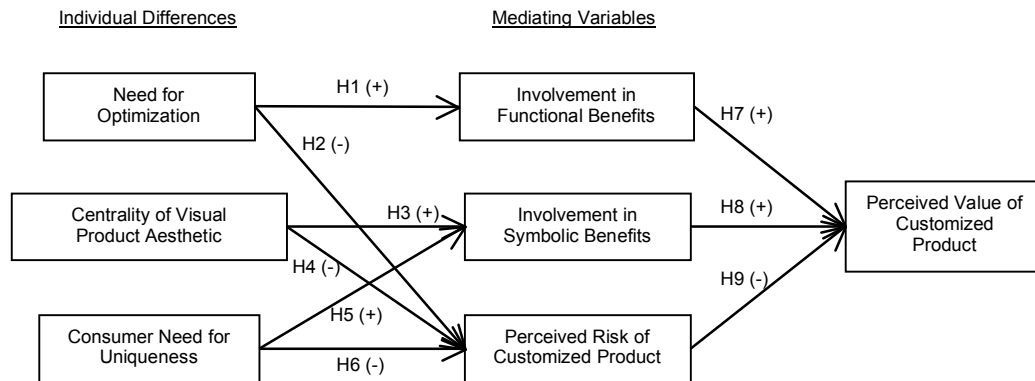 Individual Differences
Mediating Variables
Need for
Optimization
H1 (+)
Involvement in
Functional Benefits
H7 (+)
H2 (-)
Centrality of Visual
Product Aesthetic
H3 (+)
Involvement in
Symbolic Benefits
H8 (+)
Perceived Value of
Customized
Product
H4 (-)
H9 (-)
Consumer Need for
Uniqueness
H5 (+)
H6 (-)
Perceived Risk of
Customized Product